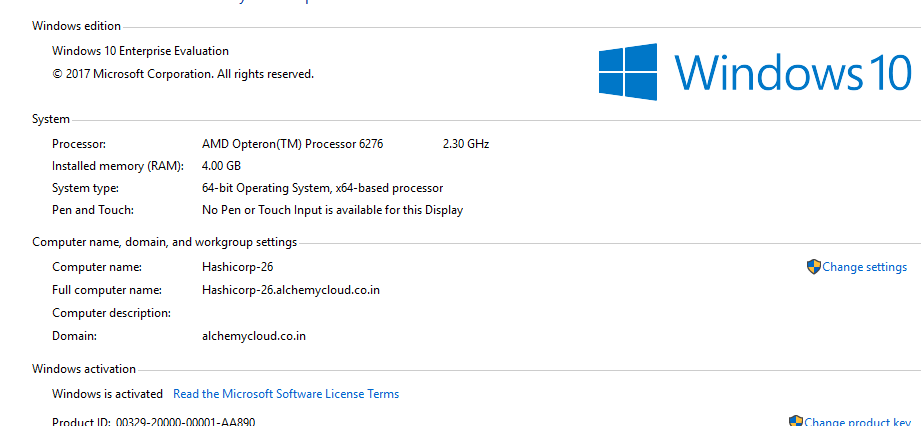 Windows edition
Windows 10 Enterprise Evaluation
© 2017 Microsoft Corporation. All rights reserved.
Windows 10
System
Processor: AMD Opteron(TM) Processor 6276 2.30 GHz
Installed memory (RAM): 4.00 GB
System type: 64-bit Operating System, x64-based processor
Pen and Touch: No Pen or Touch Input is available for this Display
Computer name, domain, and workgroup settings
Computer name: Hashicorp-26 Change settings
Full computer name: Hashicorp-26.alchemycloud.co.in
Computer description:
Domain: alchemycloud.co.in
Windows activation
Windows is activated Read the Microsoft Software License Terms
Product ID: 00329-20000-00001-AA890 Change product key